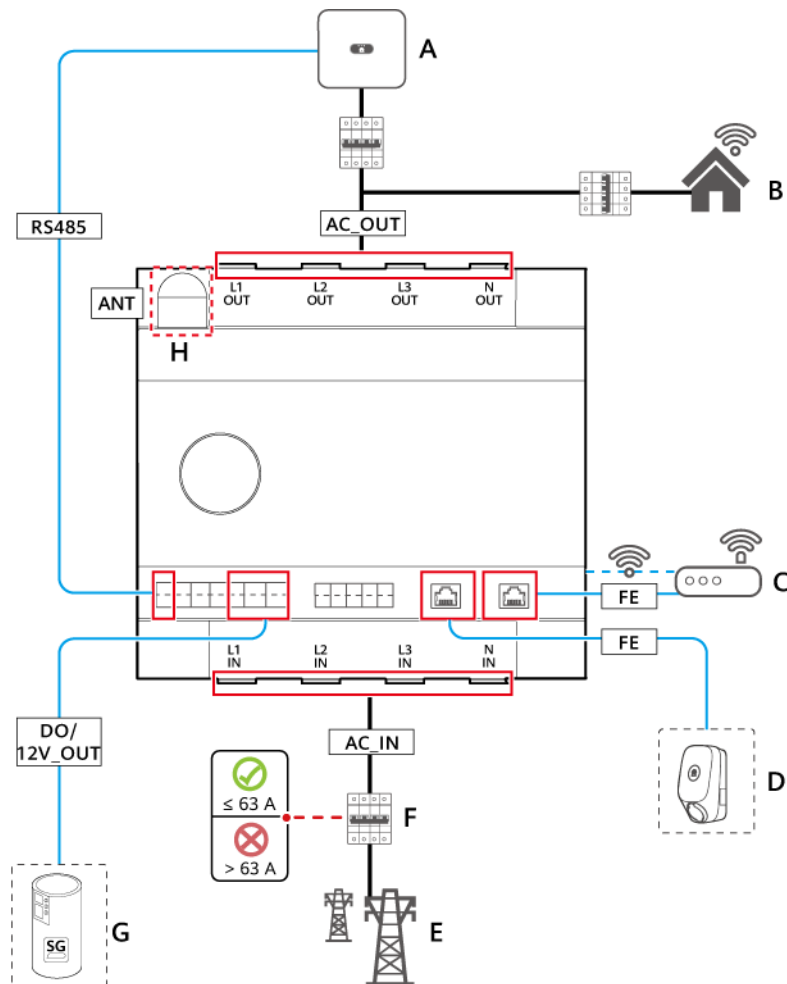 A
B
RS485
AC_OUT
ANT
L1
OUT
L2
OUT
L3
OUT
N
OUT
H
C
FE
FE
L1
IN
L2
IN
L3
IN
N
IN
DO/
12V_OUT
AC_IN
D
≤ 63 A
F
> 63 A
G
SG
E